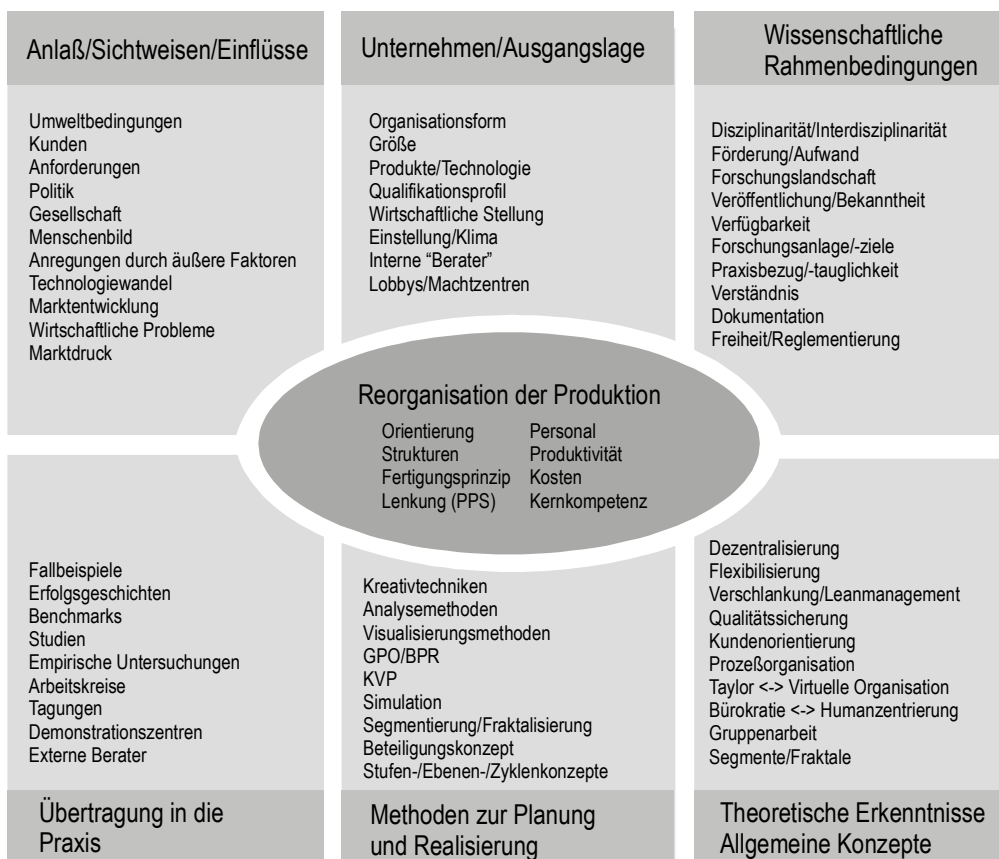 Anlaß/Sichtweisen/Einflüsse
Umweltbedingungen
Kunden
Anforderungen
Politik
Gesellschaft
Menschenbild
Anregungen durch äußere Faktoren
Technologiewandel
Marktentwicklung
Wirtschaftliche Probleme
Marktdruck
Unternehmen/Ausgangslage
Organisationsform
Größe
Produkte/Technologie
Qualifikationsprofil
Wirtschaftliche Stellung
Einstellung/Klima
Interne “Berater”
Lobbys/Machtzentren
Wissenschaftliche
Rahmenbedingungen
Disziplinarität/Interdisziplinarität
Förderung/Aufwand
Forschungslandschaft
Veröffentlichung/Bekanntheit
Verfügbarkeit
Forschungsanlage/-ziele
Praxisbezug/-tauglichkeit
Verständnis
Dokumentation
Freiheit/Reglementierung
Reorganisation der Produktion
Orientierung
Strukturen
Fertigungsprinzip
Lenkung (PPS)
Personal
Produktivität
Kosten
Kernkompetenz
Fallbeispiele
Erfolgsgeschichten
Benchmarks
Studien
Empirische Untersuchungen
Arbeitskreise
Tagungen
Demonstrationszentren
Externe Berater
Übertragung in die
Praxis
Kreativtechniken
Analysemethoden
Visualisierungsmethoden
GPO/BPR
KVP
Simulation
Segmentierung/Fraktalisierung
Beteiligungskonzept
Stufen-/Ebenen-/Zyklenkonzepte
Methoden zur Planung
und Realisierung
Dezentralisierung
Flexibilisierung
Verschlankung/Leanmanagement
Qualitätssicherung
Kundenorientierung
Prozeßorganisation
Taylor <-> Virtuelle Organisation
Bürokratie <-> Humanzentrierung
Gruppenarbeit
Segmente/Fraktale
Theoretische Erkenntnisse
Allgemeine Konzepte